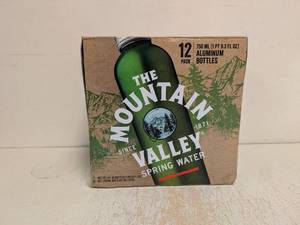 12
PACK
750 ML (1 PT 9.3 FL OZ)
ALUMINUM
BOTTLES
THE
MOUNTAIN
SINCE 1871
VALLEY
SPRING WATER